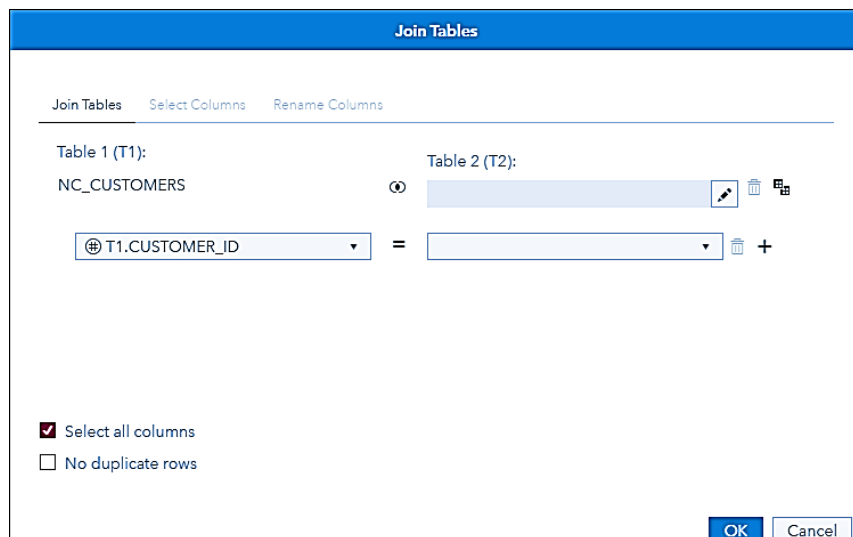 Join Tables
Join Tables Select Columns Rename Columns
Table 1 (T1):
Table 2 (T2):
NC_CUSTOMERS
T1.CUSTOMER_ID = 
Select all columns
No duplicate rows
OK Cancel